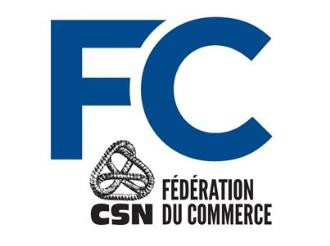 FC
CSN
FÉDÉRATION
DU COMMERCE